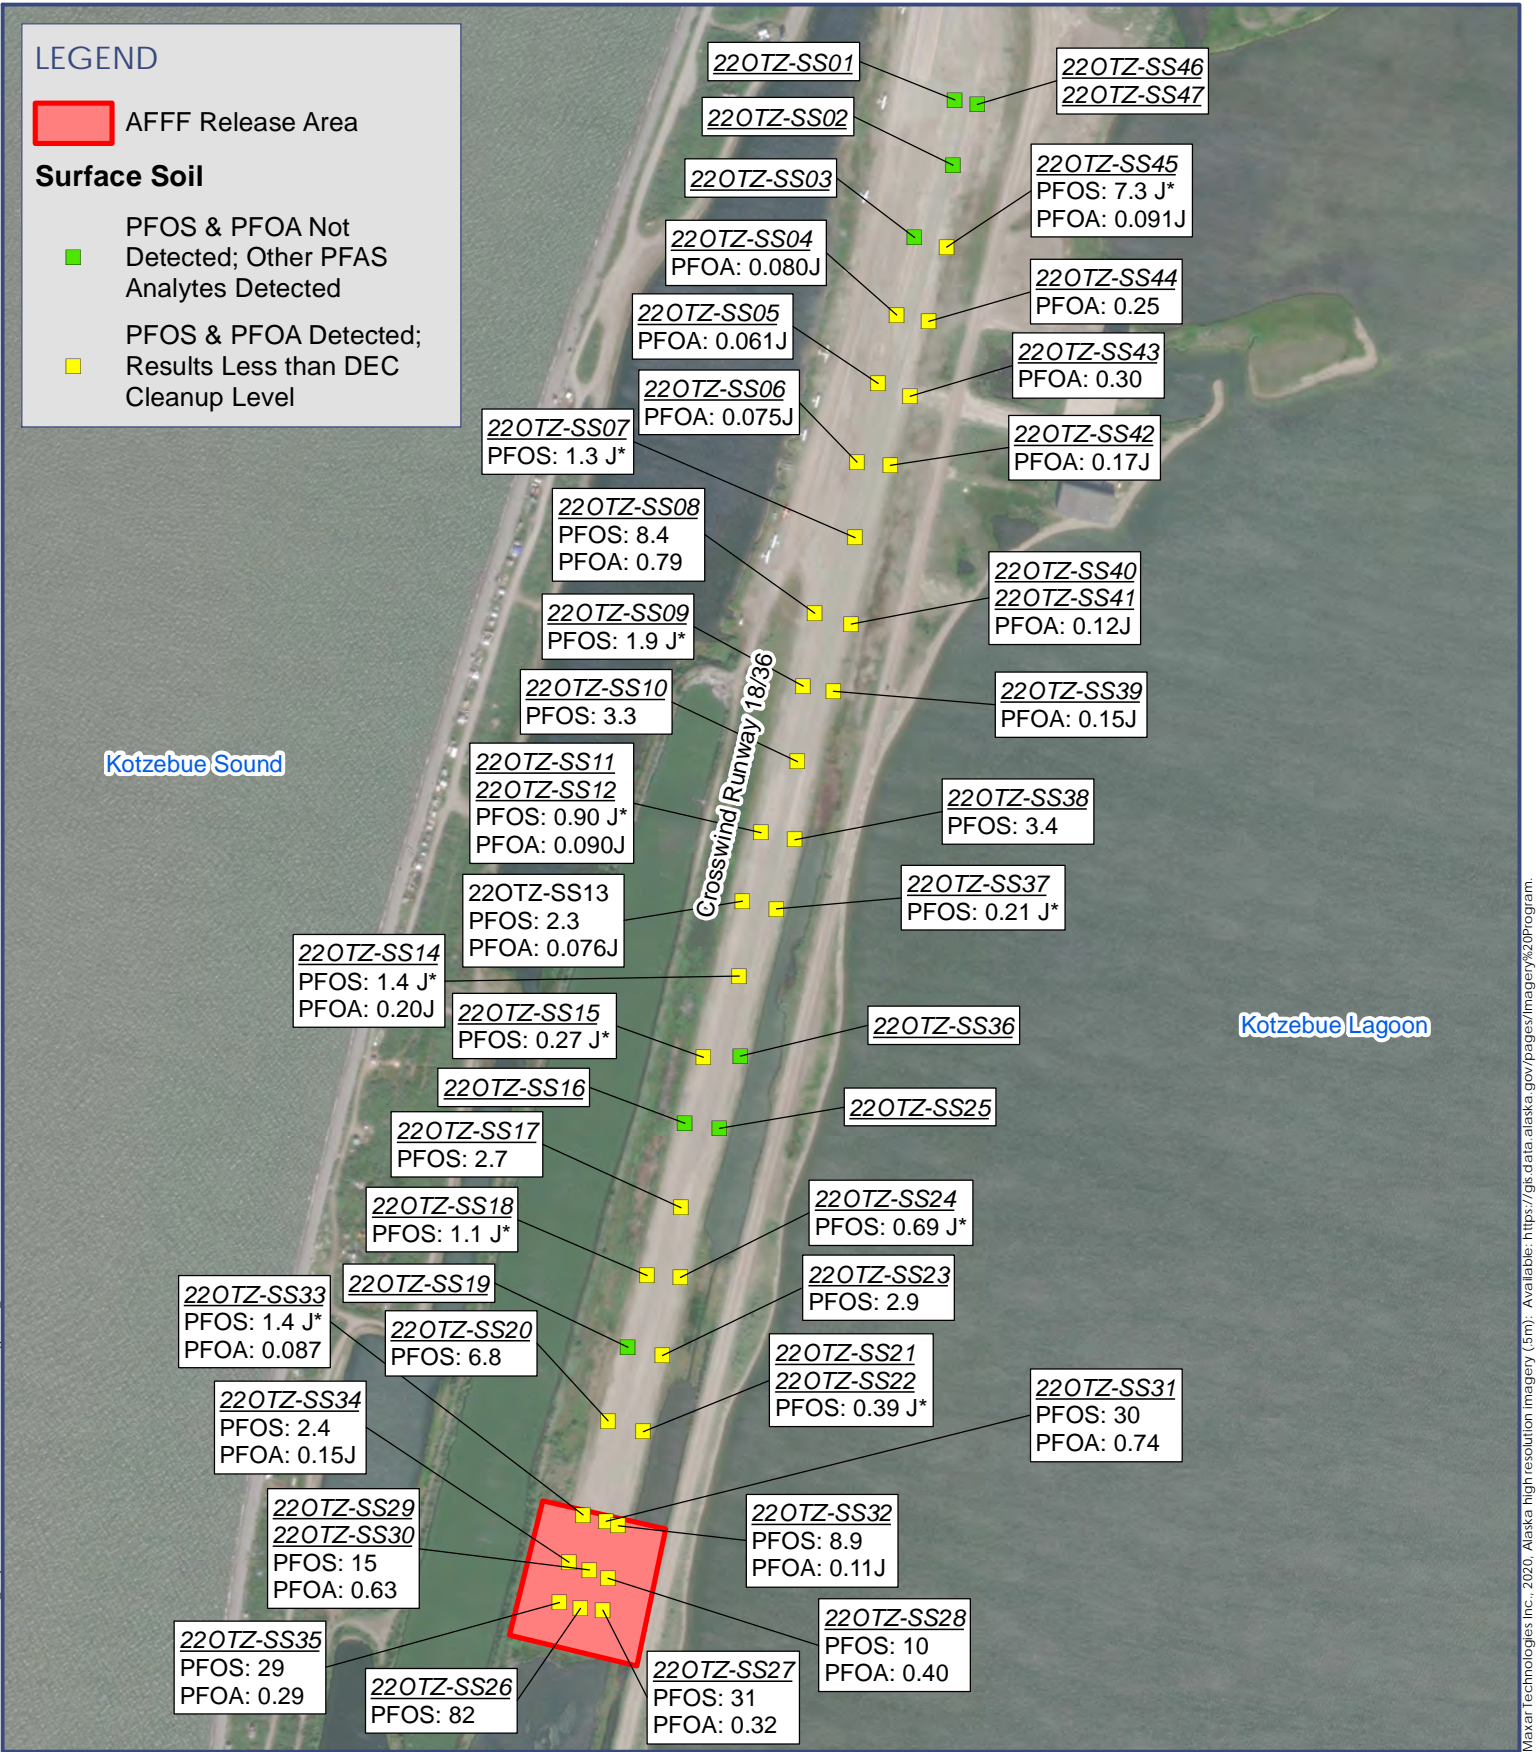 LEGEND
AFFF Release Area
Surface Soil
PFOS & PFOA Not
Detected; Other PFAS
Analytes Detected
PFOS & PFOA Detected;
Results Less than DEC
Cleanup Level
22OTZ-SS01
22OTZ-SS46
22OTZ-SS47
22OTZ-SS02
22OTZ-SS03
22OTZ-SS45
PFOS: 7.3 J*
PFOA: 0.091J
22OTZ-SS04
PFOA: 0.080J
22OTZ-SS44
PFOA: 0.25
22OTZ-SS05
PFOA: 0.061J
22OTZ-SS43
PFOA: 0.30
22OTZ-SS06
PFOA: 0.075J
22OTZ-SS07
PFOS: 1.3 J*
22OTZ-SS42
PFOA: 0.17J
22OTZ-SS08
PFOS: 8.4
PFOA: 0.79
22OTZ-SS40
22OTZ-SS41
PFOA: 0.12J
22OTZ-SS09
PFOS: 1.9 J*
22OTZ-SS10
PFOS: 3.3
22OTZ-SS39
PFOA: 0.15J
Crosswind Runway 18/36
Kotzebue Sound
22OTZ-SS11
22OTZ-SS12
PFOS: 0.90 J*
PFOA: 0.090J
22OTZ-SS38
PFOS: 3.4
22OTZ-SS13
PFOS: 2.3
PFOA: 0.076J
22OTZ-SS37
PFOS: 0.21 J*
22OTZ-SS14
PFOS: 1.4 J*
PFOA: 0.20J
22OTZ-SS15
PFOS: 0.27 J*
22OTZ-SS36
Kotzebue Lagoon
22OTZ-SS16
22OTZ-SS25
22OTZ-SS17
PFOS: 2.7
22OTZ-SS18
PFOS: 1.1 J*
22OTZ-SS24
PFOS: 0.69 J*
22OTZ-SS19
22OTZ-SS23
PFOS: 2.9
22OTZ-SS33
PFOS: 1.4 J*
PFOA: 0.087
22OTZ-SS20
PFOS: 6.8
22OTZ-SS21
22OTZ-SS22
PFOS: 0.39 J*
22OTZ-SS31
PFOS: 30
PFOA: 0.74
22OTZ-SS34
PFOS: 2.4
PFOA: 0.15J
22OTZ-SS29
22OTZ-SS30
PFOS: 15
PFOA: 0.63
22OTZ-SS32
PFOS: 8.9
PFOA: 0.11J
22OTZ-SS28
PFOS: 10
PFOA: 0.40
22OTZ-SS35
PFOS: 29
PFOA: 0.29
22OTZ-SS26
PFOS: 82
22OTZ-SS27
PFOS: 31
PFOA: 0.32
Maxar Technologies Inc., 2020, Alaska high resolution imagery (.5m): Available: https://gis.data.alaska.gov/pages/imagery%20Program.